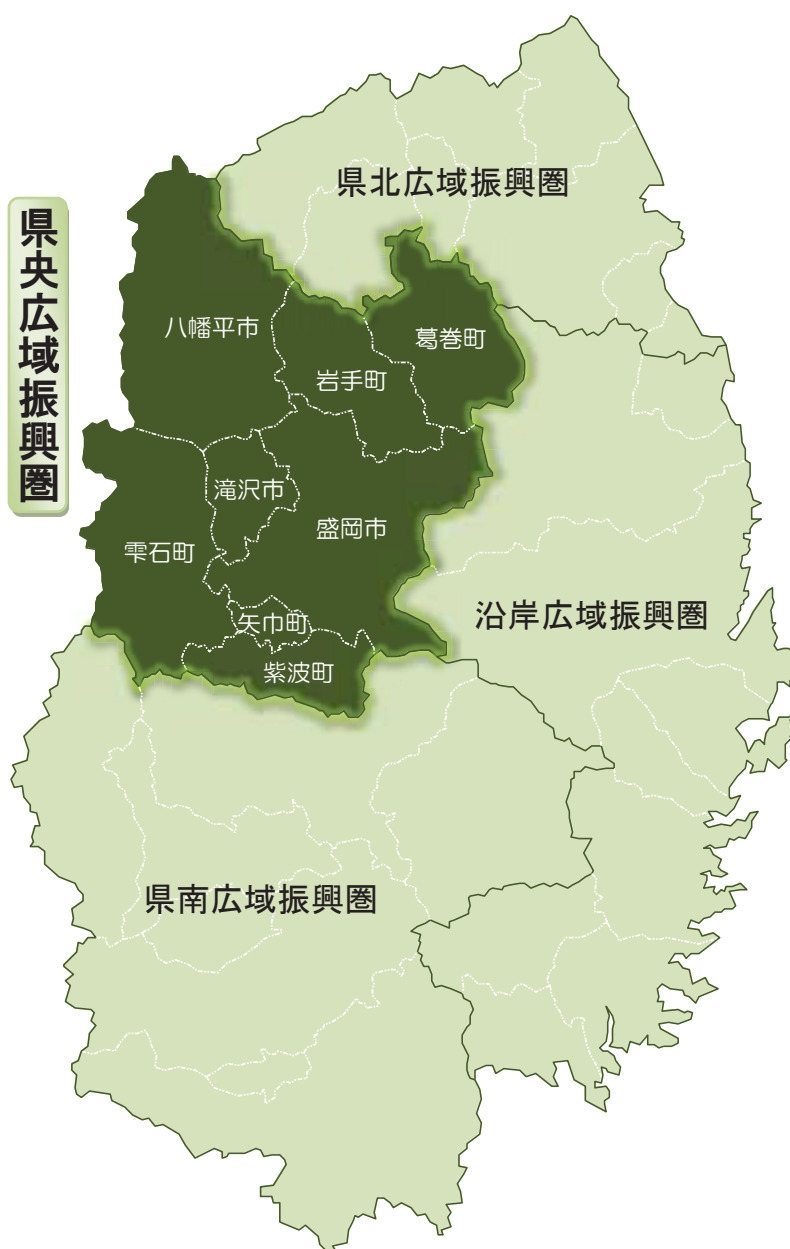 県央広域振興圏
県北広域振興圏
八幡平市
岩手町
葛巻町
滝沢市
盛岡市
雫石町
矢巾町
紫波町
沿岸広域振興圏
県南広域振興圏